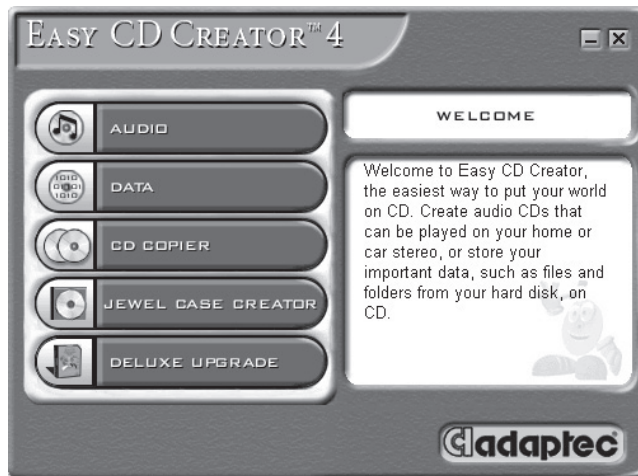 EASY CD CREATOR™ 4
AUDIO
DATA
CD COPIER
JEWEL CASE CREATOR
DELUXE UPGRADE
WELCOME
Welcome to Easy CD Creator,
the easiest way to put your world
on CD. Create audio CDs that
can be played on your home or
car stereo, or store your
important data, such as files and
folders from your hard disk, on
CD.
adaptec